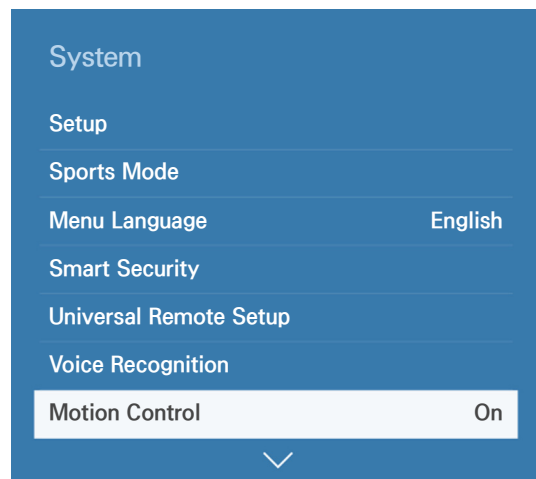 System
Setup
Sports Mode
Menu Language English
Smart Security
Universal Remote Setup
Voice Recognition
Motion Control On